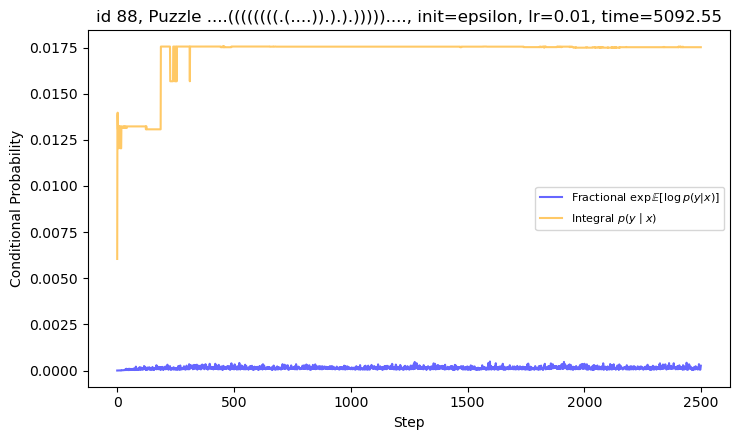 id 88, Puzzle ....((((((((.(....)).).).)))))...., init=epsilon, lr=0.01, time=5092.55
Conditional Probability
0.0175
0.0150
0.0125
0.0100
0.0075
0.0050
0.0025
0.0000
Fractional exp𝔼[log p(y|x)]
Integral p(y | x)
0 500 1000 1500 2000 2500
Step